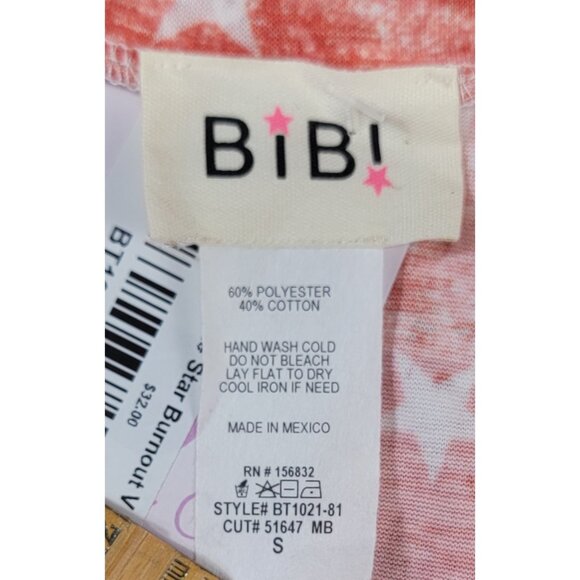 BiBi
60% POLYESTER
40% COTTON
HAND WASH COLD
DO NOT BLEACH
LAY FLAT TO DRY
COOL IRON IF NEED
MADE IN MEXICO
RN # 156832
STYLE# BT1021-81
CUT# 51647 MB
S
$32.00
Star Burnout V